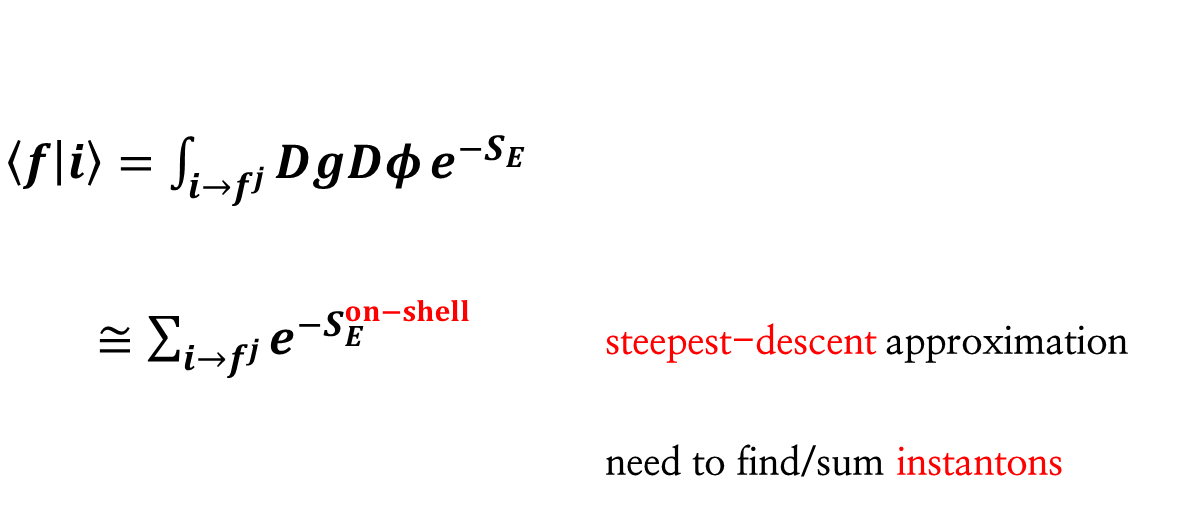 ⟨f|i⟩ = ∫_{i→f^j} DgDϕ e^{−S_E}
≅ ∑_{i→f^j} e^{−S_E^{on−shell}} steepest−descent approximation
need to find/sum instantons